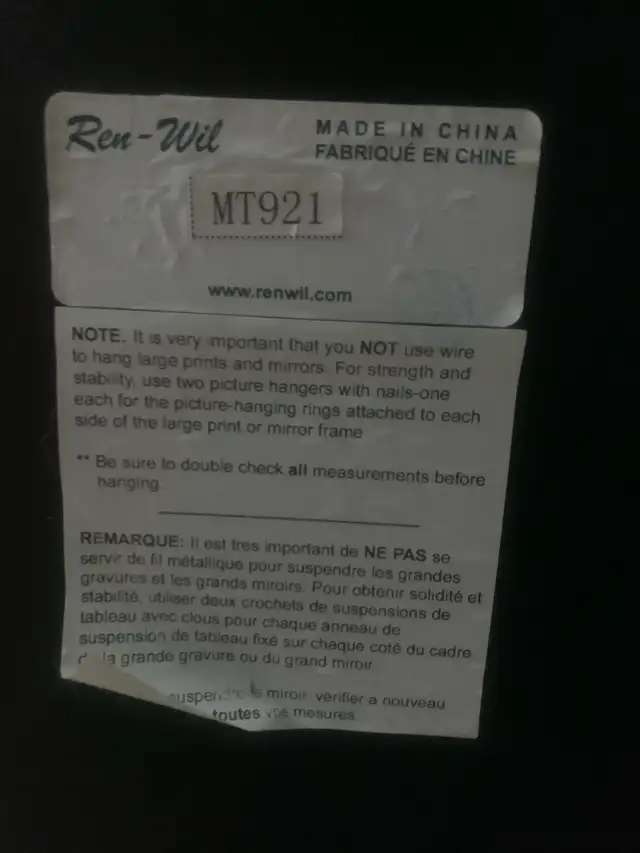 Ren-Wil
MADE IN CHINA
FABRIQUÉ EN CHINE
MT921
www.renwil.com
NOTE. It is very important that you NOT use wire
to hang large prints and mirrors. For strength and
stability, use two picture hangers with nails-one
each for the picture-hanging rings attached to each
side of the large print or mirror frame
** Be sure to double check all measurements before
hanging.
REMARQUE: Il est tres important de NE PAS se
servir de fil métallique pour suspendre les grandes
gravures et les grands miroirs. Pour obtenir solidité et
stabilité, utiliser deux crochets de suspensions de
tableau avec clous pour chaque anneau de
suspension de tableau fixé sur chaque coté du cadre
la grande gravure ou du grand miroir
miroir, vérifier a nouveau
toutes vos mesures.